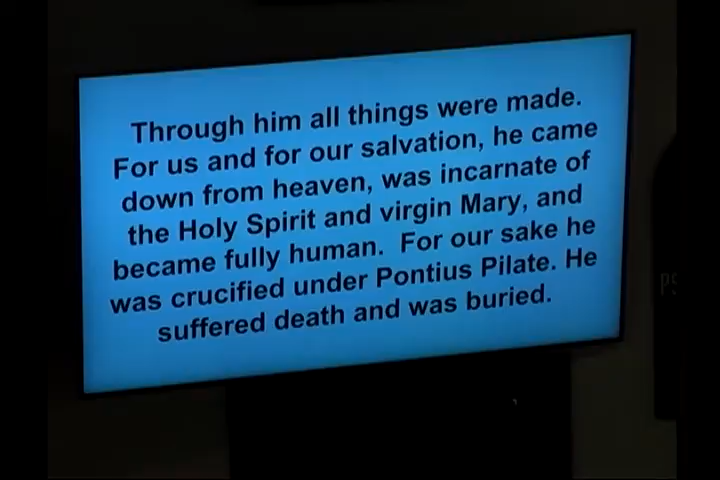 Through him all things were made.
For us and for our salvation, he came
down from heaven, was incarnate of
the Holy Spirit and virgin Mary, and
became fully human.  For our sake he
was crucified under Pontius Pilate. He
suffered death and was buried.